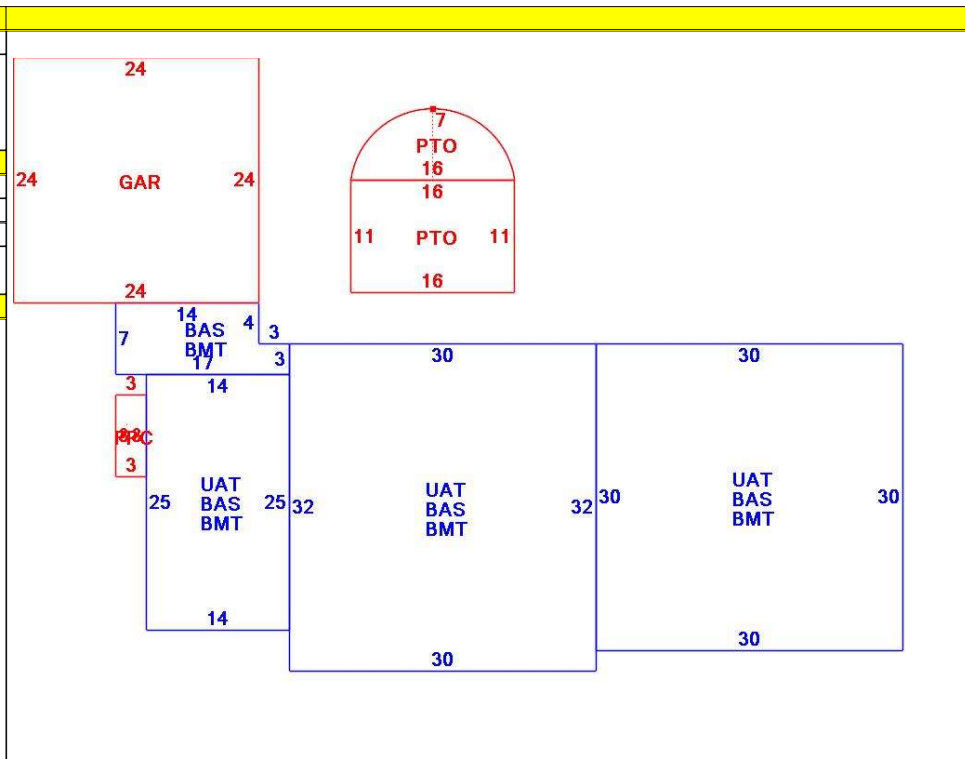 24
24 GAR 24
24
7
PTO
16
16
11 PTO 11
16
14
7 BAS 4 3
BMT
17 3
3
14
3
30
30
25 UAT 25
BAS
BMT
14
32 UAT 32
BAS
BMT
30
30 UAT 30
BAS
BMT
30